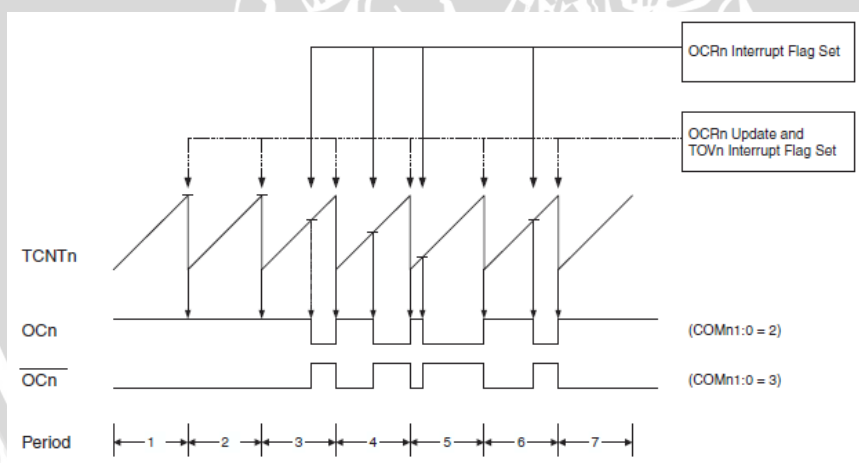 OCRn Interrupt Flag Set
OCRn Update and
TOVn Interrupt Flag Set
TCNTn
OCn
(COMn1:0 = 2)
OCn
(COMn1:0 = 3)
Period
1 2 3 4 5 6 7